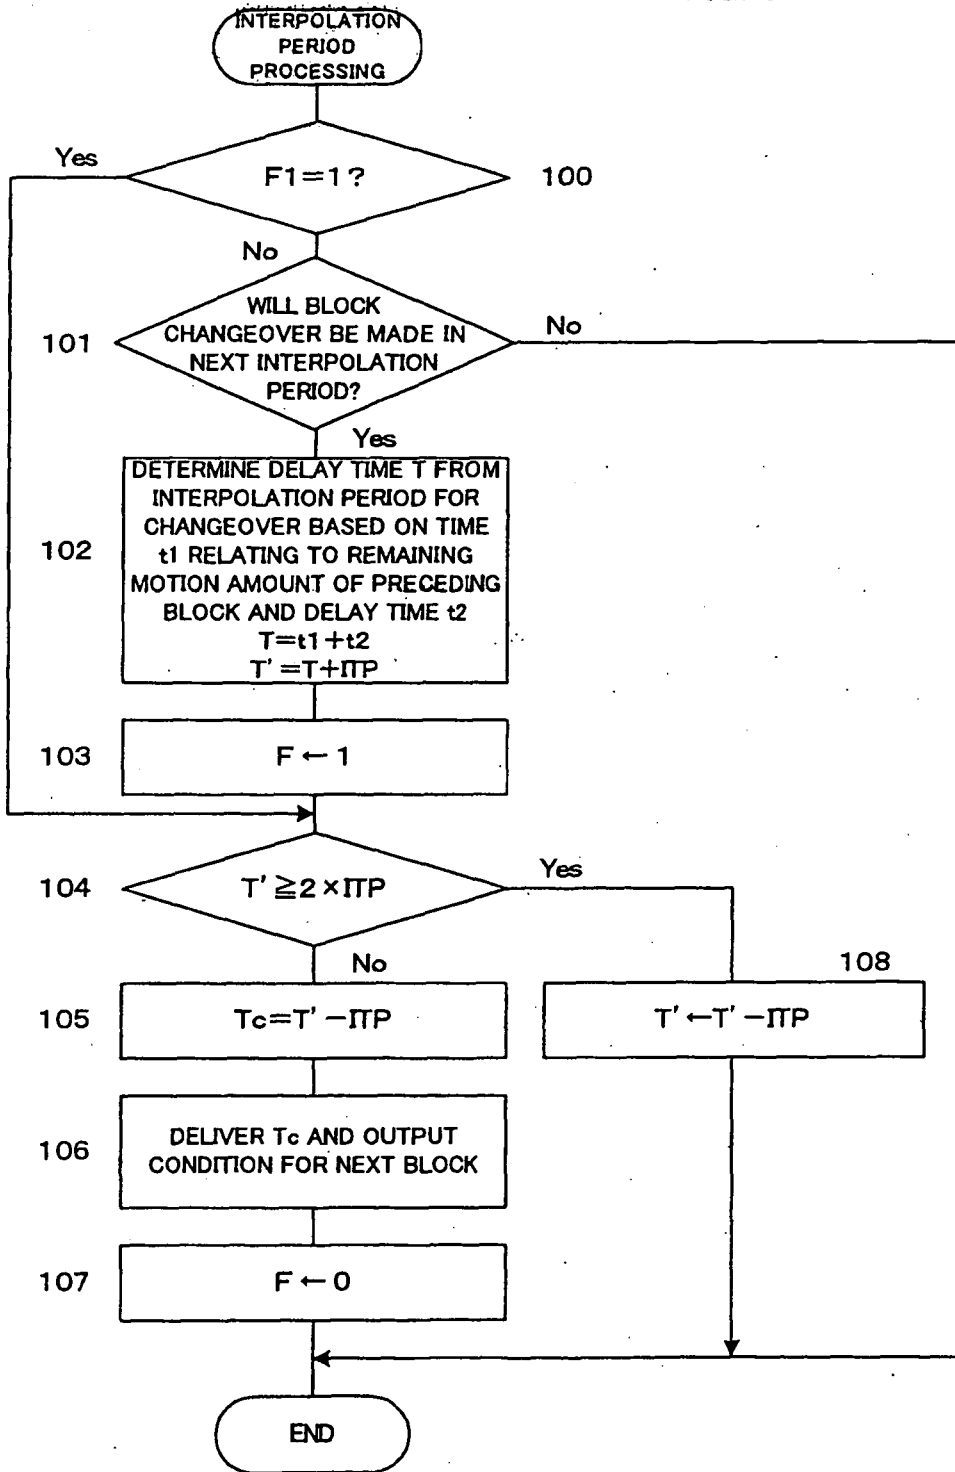 INTERPOLATION
PERIOD
PROCESSING
Yes
F1=1?
100
No
101
WILL BLOCK
CHANGEOVER BE MADE IN
NEXT INTERPOLATION
PERIOD?
No
Yes
102
DETERMINE DELAY TIME T FROM
INTERPOLATION PERIOD FOR
CHANGEOVER BASED ON TIME
t1 RELATING TO REMAINING
MOTION AMOUNT OF PRECEDING
BLOCK AND DELAY TIME t2
T=t1+t2
T'=T+ITP
103
F←1
104
T'≧2×ITP
Yes
No
108
105
Tc=T'-ITP
T'←T'-ITP
106
DELIVER Tc AND OUTPUT
CONDITION FOR NEXT BLOCK
107
F←0
END